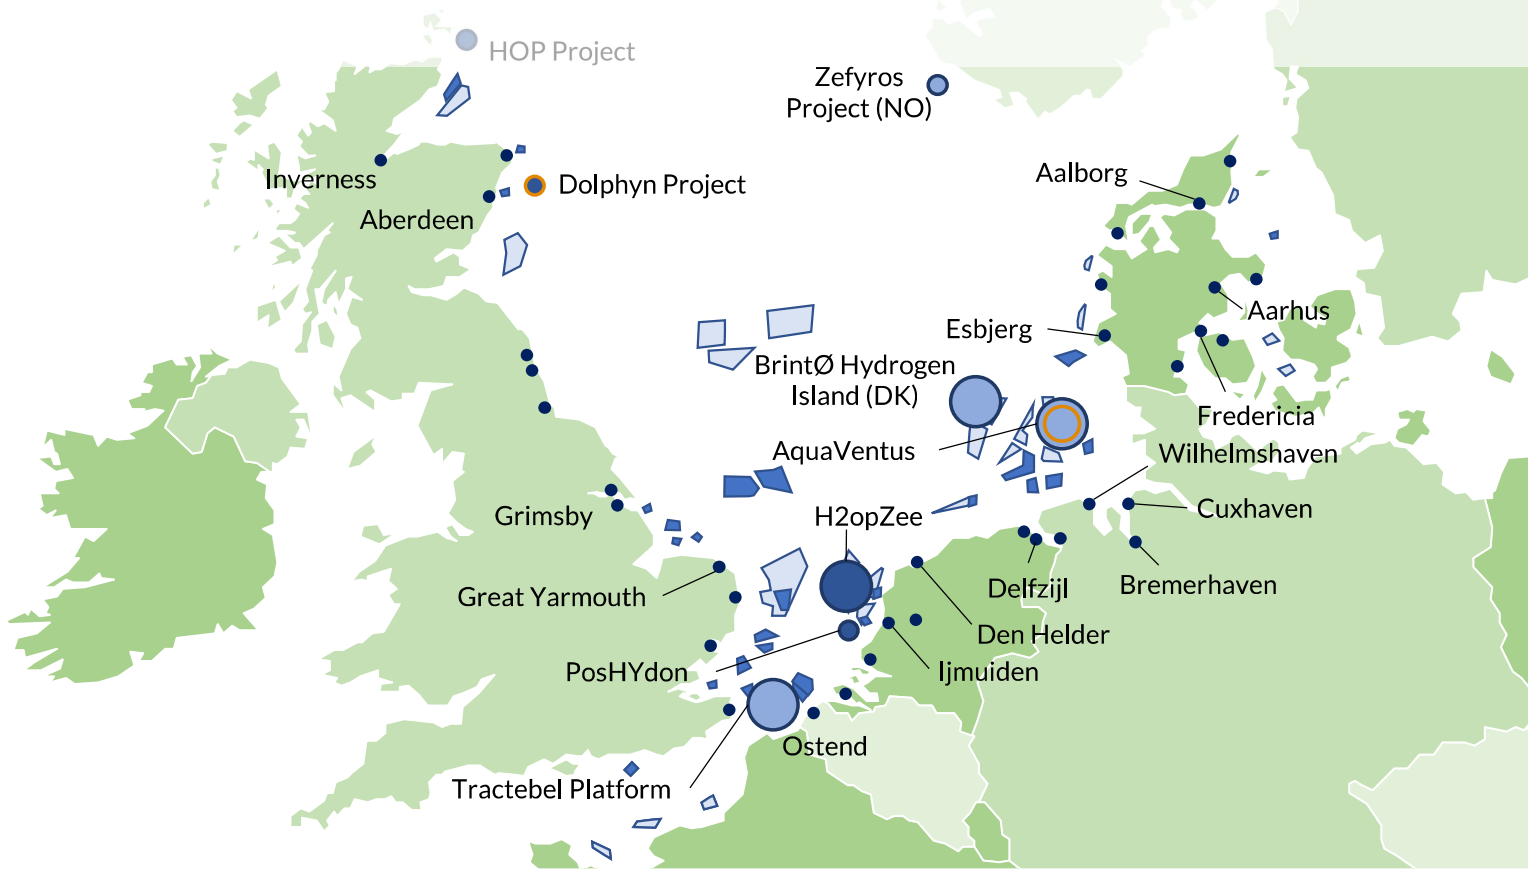 HOP Project
Zefyros
Project (NO)
Inverness
Dolphyn Project
Aberdeen
Aalborg
Aarhus
Esbjerg
BrintØ Hydrogen
Island (DK)
Fredericia
AquaVentus
Wilhelmshaven
Grimsby
H2opZee
Cuxhaven
Great Yarmouth
Delfzijl
Bremerhaven
Den Helder
PosHYdon
Ijmuiden
Ostend
Tractebel Platform